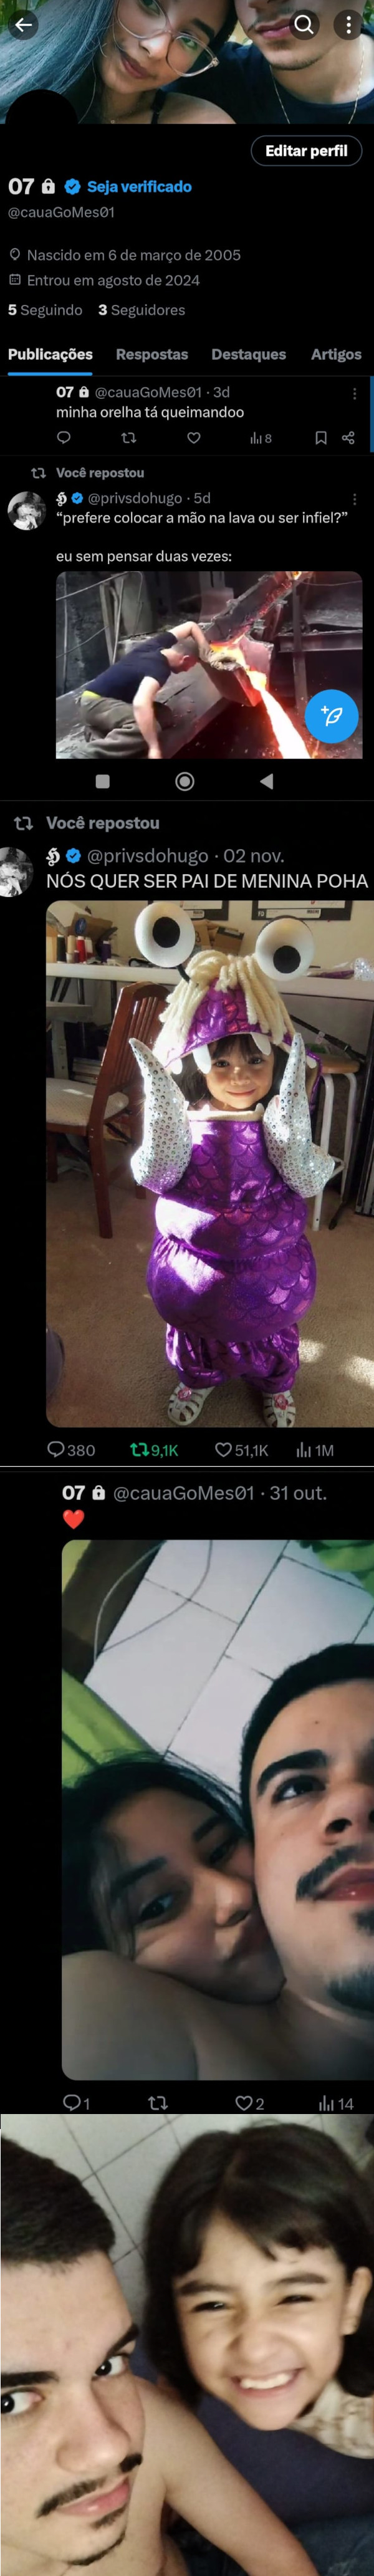 Editar perfil
07 Seja verificado
@cauaGoMes01
Nascido em 6 de março de 2005
Entrou em agosto de 2024
5 Seguindo 3 Seguidores
Publicações Respostas Destaques Artigos
07 @cauaGoMes01 · 3d
minha orelha tá queimandoo
8
Você repostou
ℌ @privsdohugo · 5d
“prefere colocar a mão na lava ou ser infiel?”
eu sem pensar duas vezes:
Você repostou
ℌ @privsdohugo · 02 nov.
NÓS QUER SER PAI DE MENINA POHA
380 9,1K 51,1K 1M
07 @cauaGoMes01 · 31 out.
❤️
1 2 14